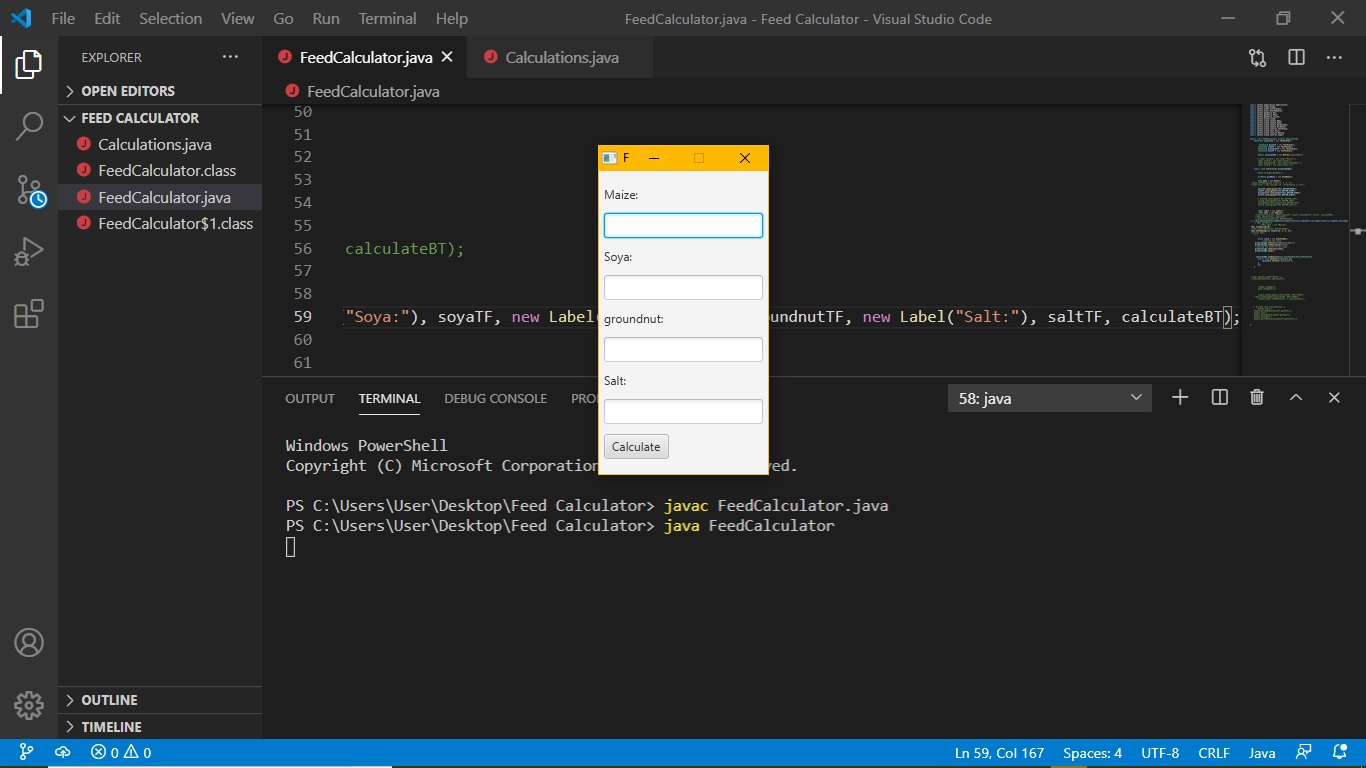 File Edit Selection View Go Run Terminal Help FeedCalculator.java - Feed Calculator - Visual Studio Code
EXPLORER
OPEN EDITORS
FEED CALCULATOR
Calculations.java
FeedCalculator.class
FeedCalculator.java
FeedCalculator$1.class
OUTLINE
TIMELINE
FeedCalculator.java Calculations.java
FeedCalculator.java
50
51
52
53
54
55
56 calculateBT);
57
58
59 "Soya:"), soyaTF, new Label( oundnutTF, new Label("Salt:"), saltTF, calculateBT);
60
61
F
Maize:
Soya:
groundnut:
Salt:
Calculate
OUTPUT TERMINAL DEBUG CONSOLE PRO 58: java
Windows PowerShell
Copyright (C) Microsoft Corporation ved.
PS C:\Users\User\Desktop\Feed Calculator> javac FeedCalculator.java
PS C:\Users\User\Desktop\Feed Calculator> java FeedCalculator
0 0 Ln 59, Col 167 Spaces: 4 UTF-8 CRLF Java